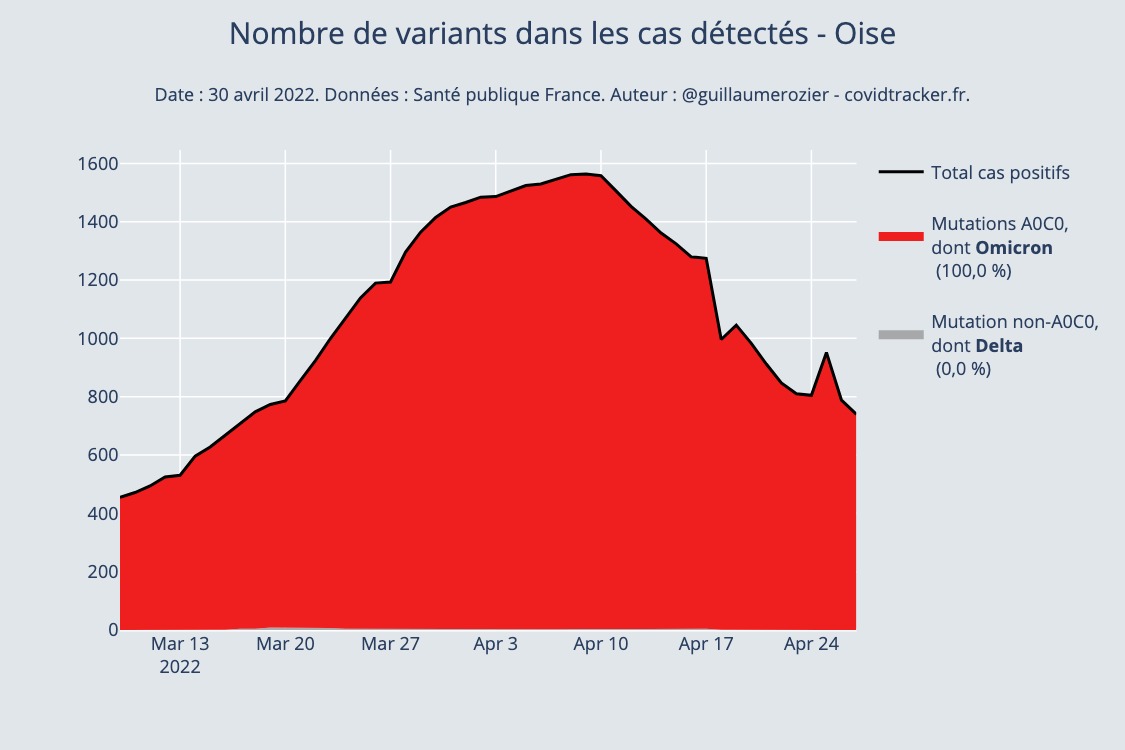 Nombre de variants dans les cas détectés - Oise
Date : 30 avril 2022. Données : Santé publique France. Auteur : @guillaumerozier - covidtracker.fr.
1600
1400
1200
1000
800
600
400
200
0
Mar 13
2022
Mar 20
Mar 27
Apr 3
Apr 10
Apr 17
Apr 24
Total cas positifs
Mutations A0C0,
dont Omicron
(100,0 %)
Mutation non-A0C0,
dont Delta
(0,0 %)